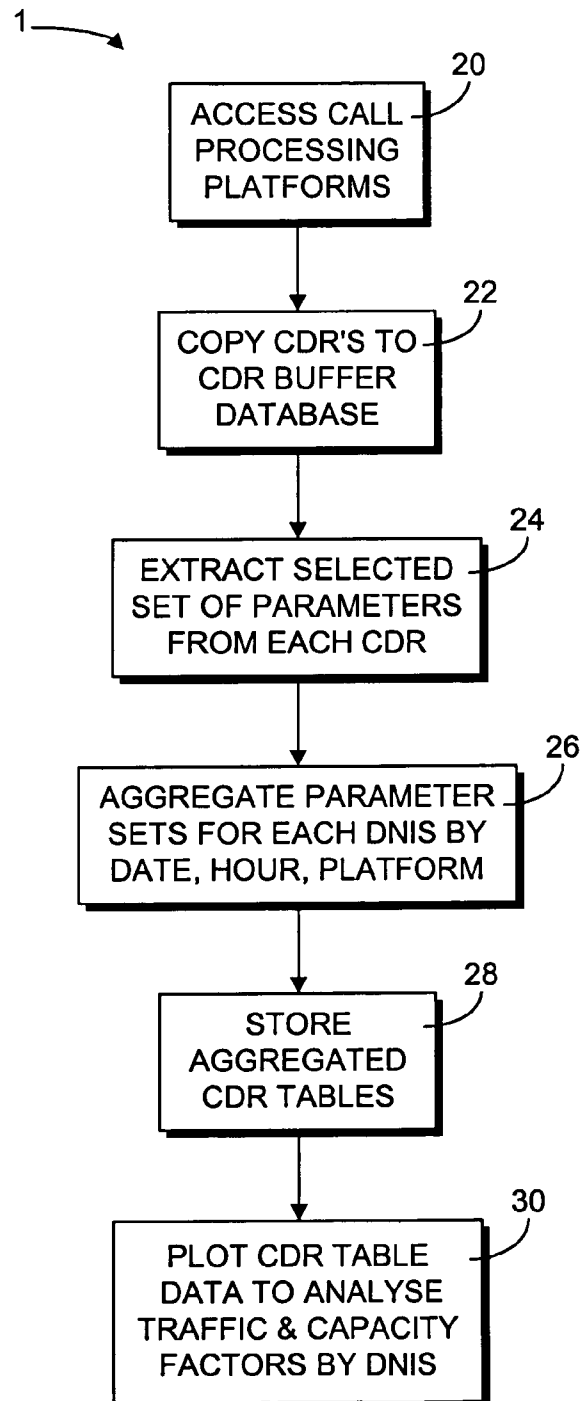 1
20
ACCESS CALL
PROCESSING
PLATFORMS
22
COPY CDR'S TO
CDR BUFFER
DATABASE
24
EXTRACT SELECTED
SET OF PARAMETERS
FROM EACH CDR
26
AGGREGATE PARAMETER
SETS FOR EACH DNIS BY
DATE, HOUR, PLATFORM
28
STORE
AGGREGATED
CDR TABLES
30
PLOT CDR TABLE
DATA TO ANALYSE
TRAFFIC & CAPACITY
FACTORS BY DNIS